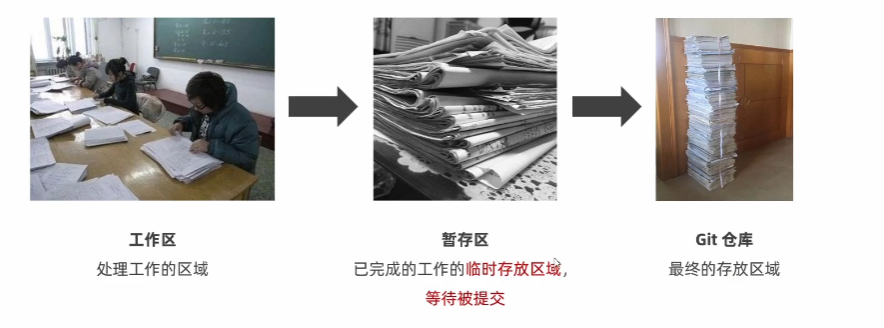 工作区
处理工作的区域
暂存区
已完成的工作的临时存放区域，
等待被提交
Git 仓库
最终的存放区域